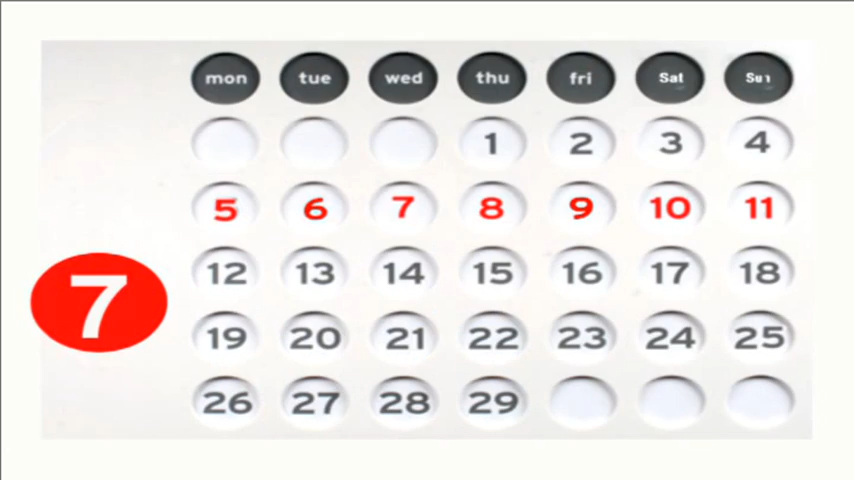 mon tue wed thu fri Sat Sun
1 2 3 4
5 6 7 8 9 10 11
12 13 14 15 16 17 18
7
19 20 21 22 23 24 25
26 27 28 29